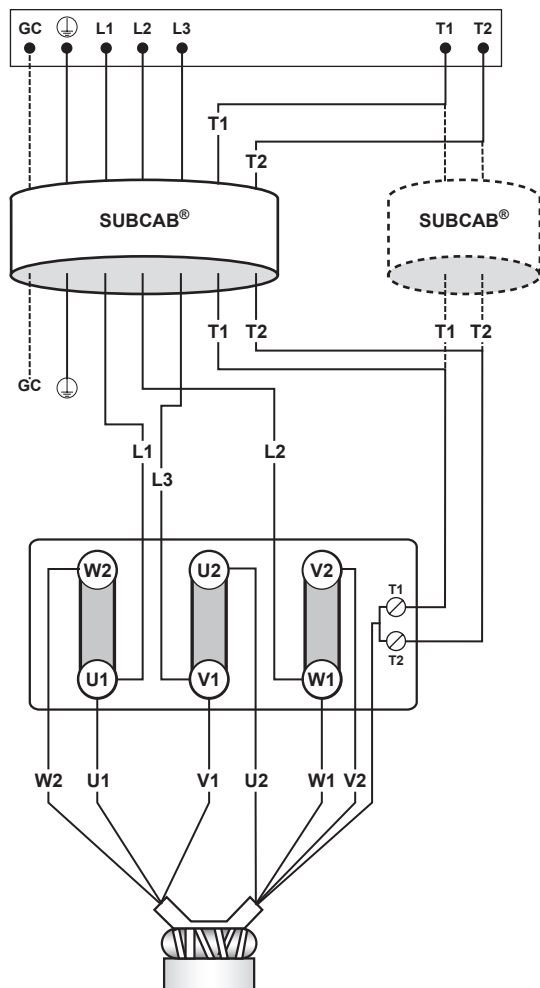 GC L1 L2 L3 T1 T2
T1
T2
SUBCAB® SUBCAB®
T1 T2 T1 T2
GC
L1 L2
L3
W2 U2 V2
T1
T2
U1 V1 W1
W2 U1 V1 U2 W1 V2